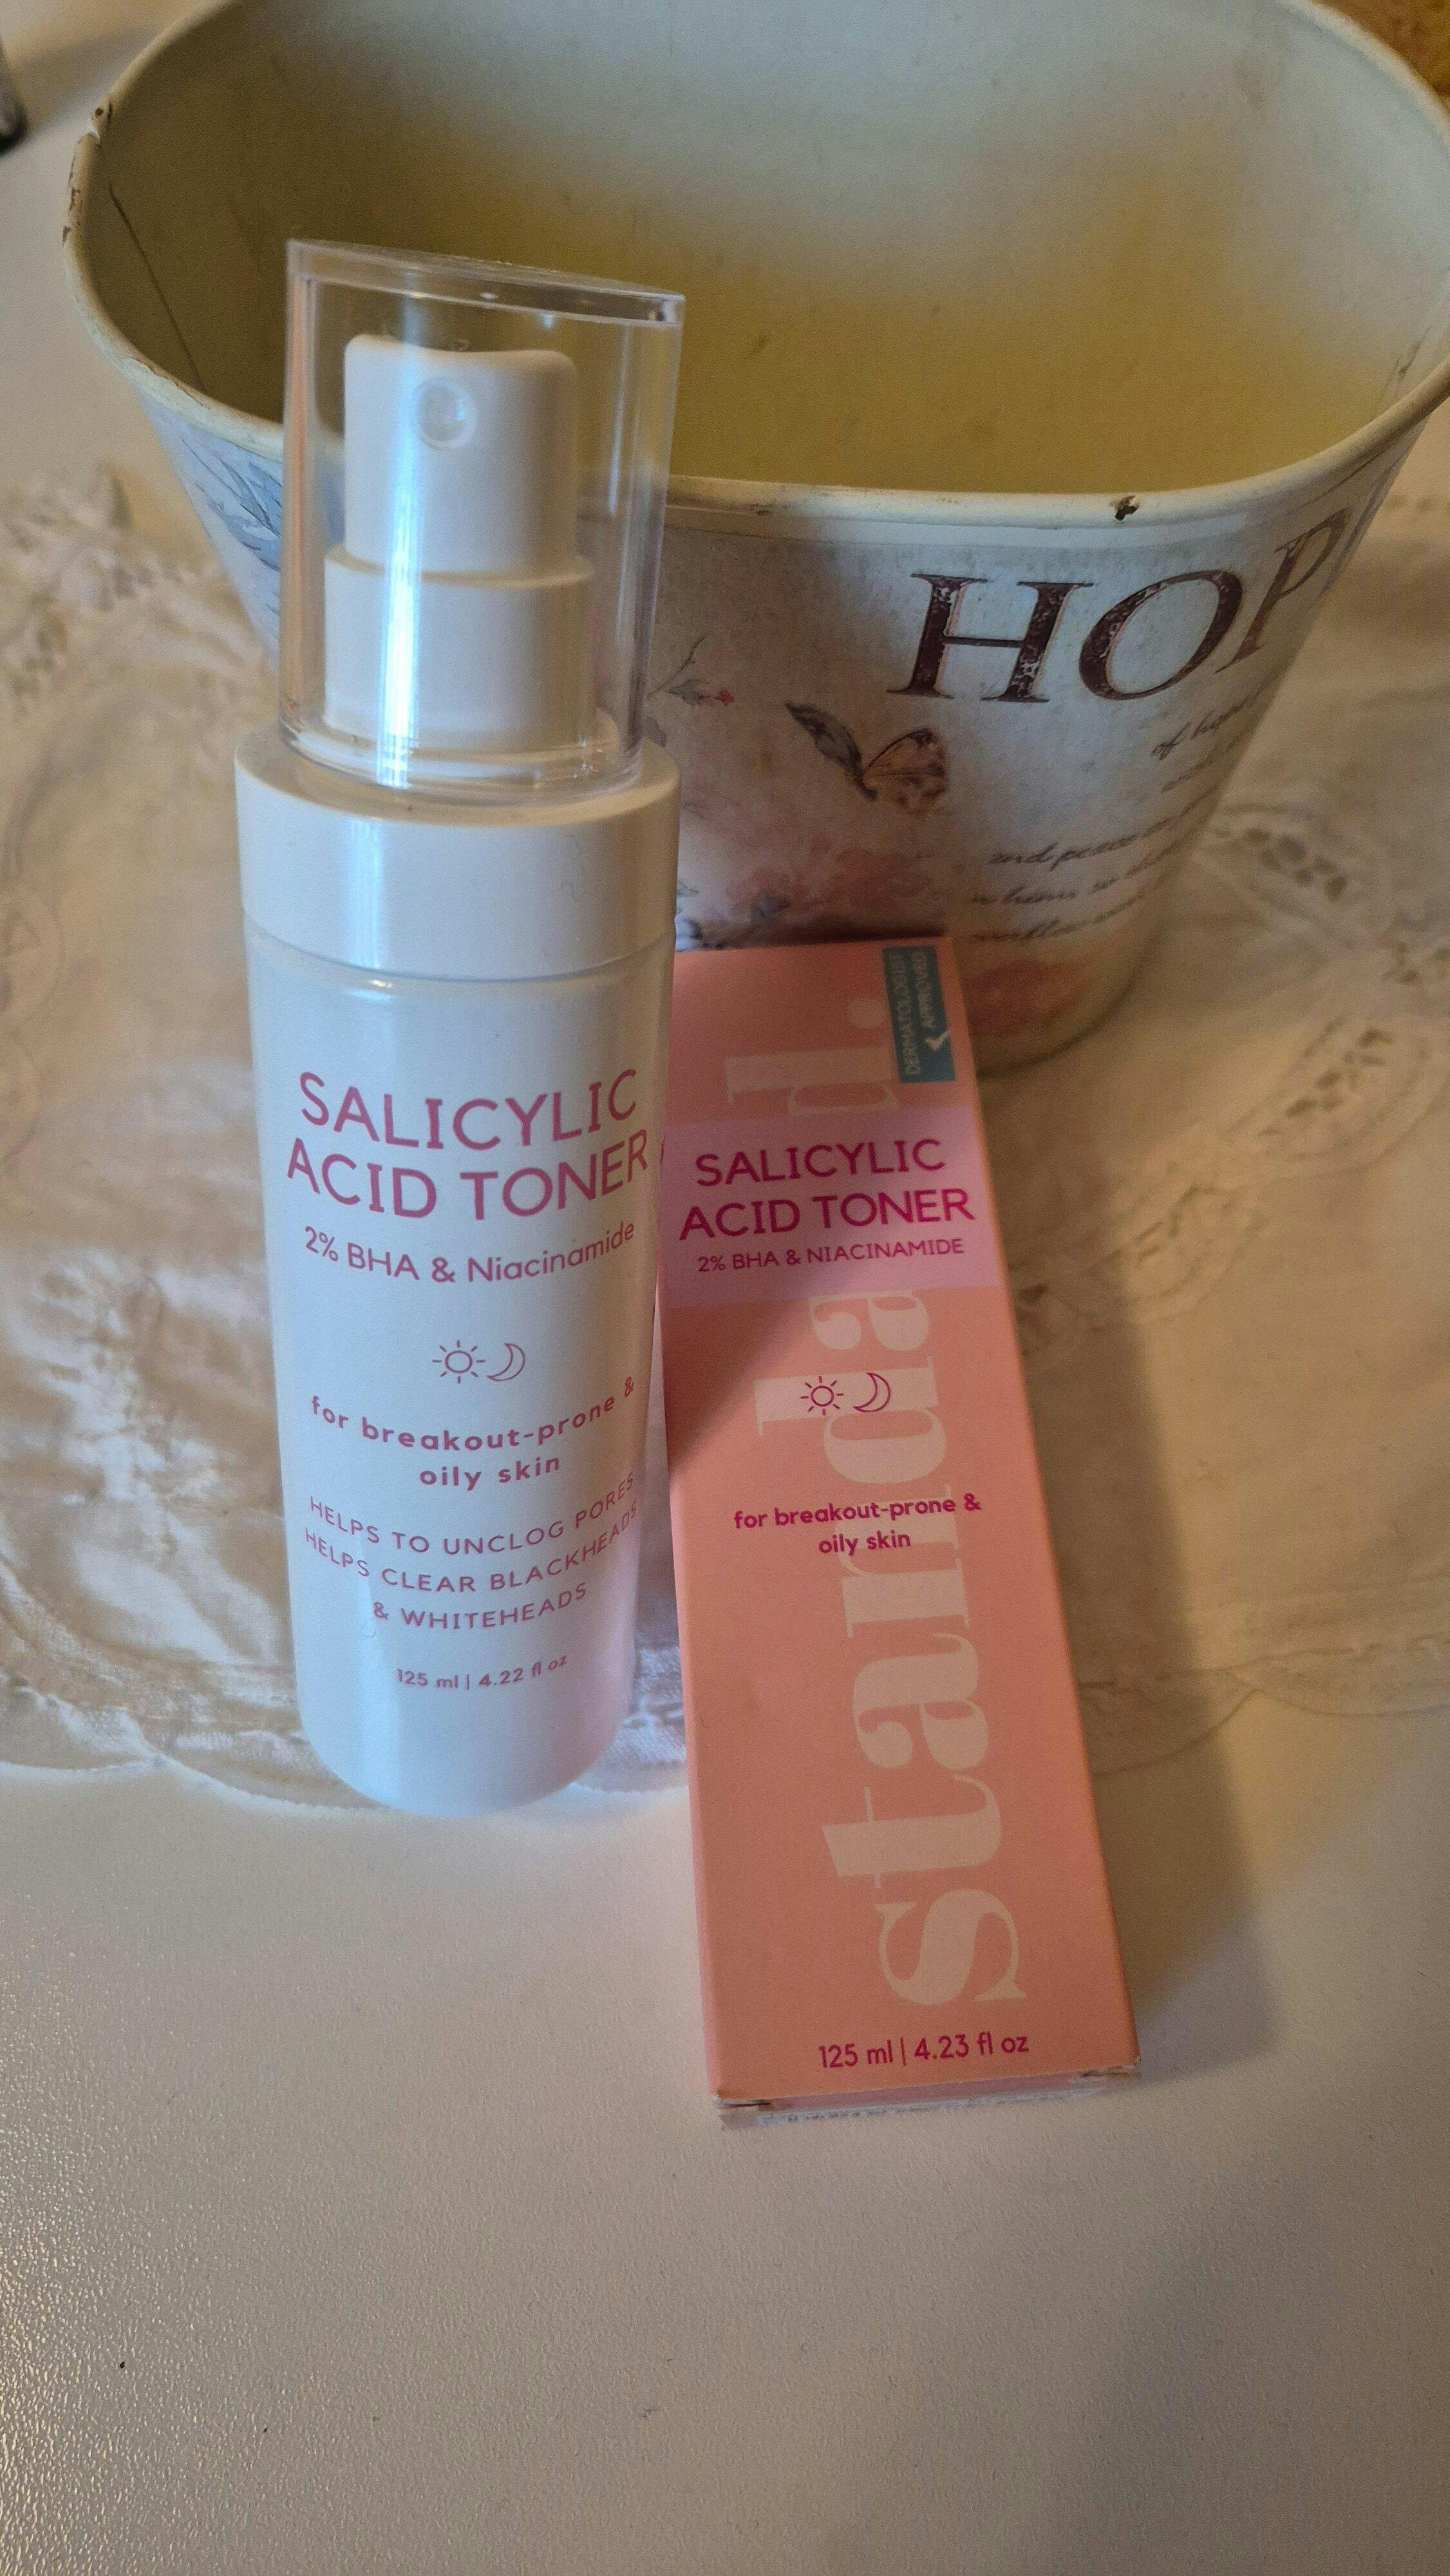 HOP
and peace
SALICYLIC
ACID TONER
2% BHA & Niacinamide
for breakout-prone &
oily skin
HELPS TO UNCLOG PORES
HELPS CLEAR BLACKHEADS
& WHITEHEADS
125 ml | 4.22 fl oz
DERMATOLOGIST
APPROVED
SALICYLIC
ACID TONER
2% BHA & NIACINAMIDE
for breakout-prone &
oily skin
125 ml | 4.23 fl oz